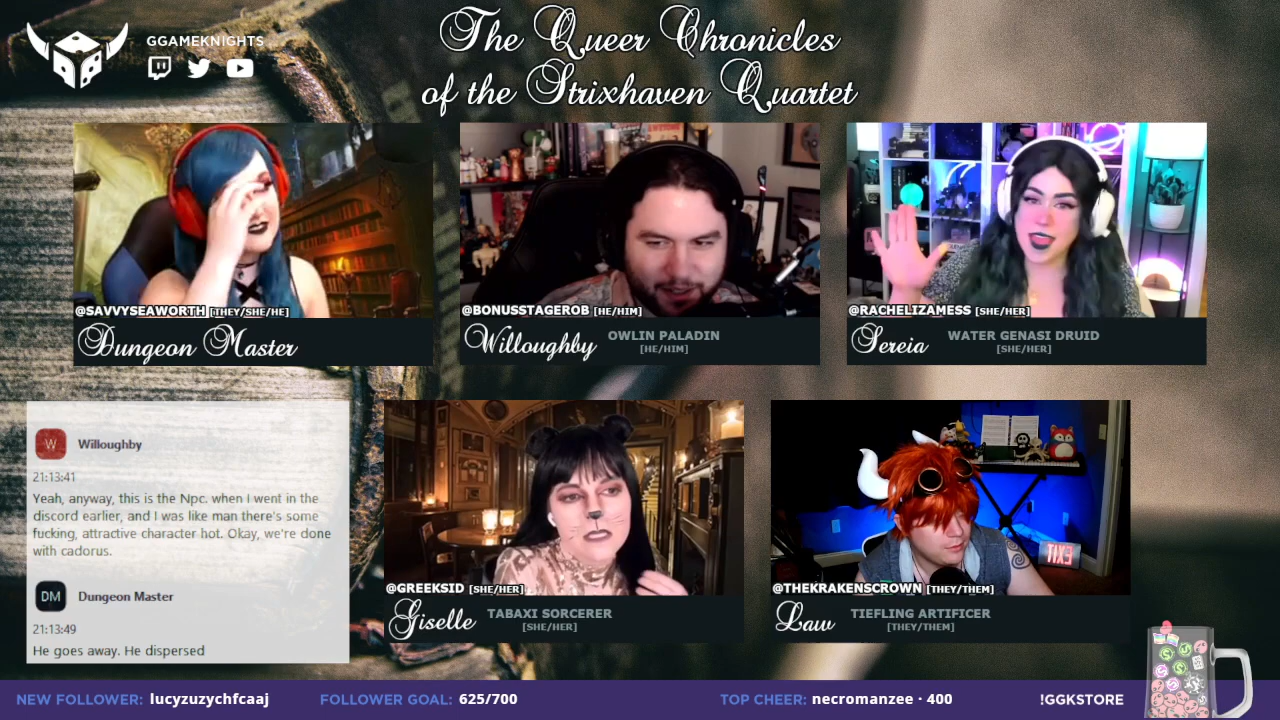 GGAMEKNIGHTS
The Queer Chronicles
of the Strixhaven Quartet
@SAVVYSEAWORTH [THEY/SHE/HE]
Dungeon Master
@BONUSSTAGEROB [HE/HIM]
Willoughby
OWLIN PALADIN
[HE/HIM]
@RACHELIZAMESS [SHE/HER]
Sereia
WATER GENASI DRUID
[SHE/HER]
W
Willoughby
21:13:41
Yeah, anyway, this is the Npc. when I went in the
discord earlier, and I was like man there's some
fucking, attractive character hot. Okay, we're done
with cadorus.
DM
Dungeon Master
21:13:49
He goes away. He dispersed
@GREEKSID [SHE/HER]
Giselle
TABAXI SORCERER
[SHE/HER]
EXIT
@THEKRAKENSCROWN [THEY/THEM]
Law
TIEFLING ARTIFICER
[THEY/THEM]
NEW FOLLOWER: lucyzuzychfcaaj
FOLLOWER GOAL: 625/700
TOP CHEER: necromanzee · 400
!GGKSTORE